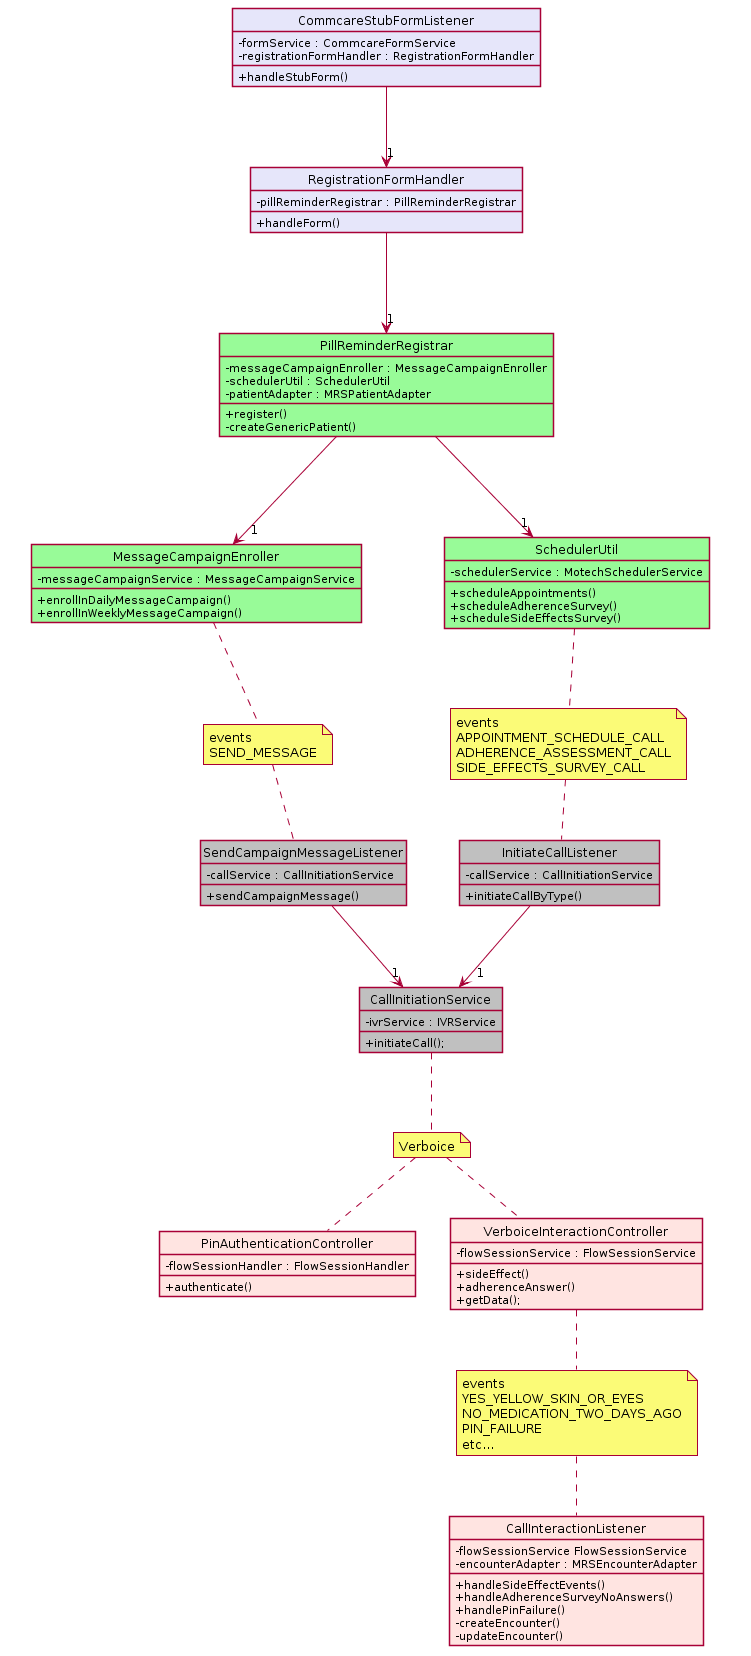 CommcareStubFormListener
-formService : CommcareFormService
-registrationFormHandler : RegistrationFormHandler
+handleStubForm()
1
RegistrationFormHandler
-pillReminderRegistrar : PillReminderRegistrar
+handleForm()
1
PillReminderRegistrar
-messageCampaignEnroller : MessageCampaignEnroller
-schedulerUtil : SchedulerUtil
-patientAdapter : MRSPatientAdapter
+register()
-createGenericPatient()
1
1
MessageCampaignEnroller
-messageCampaignService : MessageCampaignService
+enrollInDailyMessageCampaign()
+enrollInWeeklyMessageCampaign()
SchedulerUtil
-schedulerService : MotechSchedulerService
+scheduleAppointments()
+scheduleAdherenceSurvey()
+scheduleSideEffectsSurvey()
events
SEND_MESSAGE
events
APPOINTMENT_SCHEDULE_CALL
ADHERENCE_ASSESSMENT_CALL
SIDE_EFFECTS_SURVEY_CALL
SendCampaignMessageListener
-callService : CallInitiationService
+sendCampaignMessage()
InitiateCallListener
-callService : CallInitiationService
+initiateCallByType()
1
1
CallInitiationService
-ivrService : IVRService
+initiateCall();
Verboice
PinAuthenticationController
-flowSessionHandler : FlowSessionHandler
+authenticate()
VerboiceInteractionController
-flowSessionService : FlowSessionService
+sideEffect()
+adherenceAnswer()
+getData();
events
YES_YELLOW_SKIN_OR_EYES
NO_MEDICATION_TWO_DAYS_AGO
PIN_FAILURE
etc...
CallInteractionListener
-flowSessionService FlowSessionService
-encounterAdapter : MRSEncounterAdapter
+handleSideEffectEvents()
+handleAdherenceSurveyNoAnswers()
+handlePinFailure()
-createEncounter()
-updateEncounter()